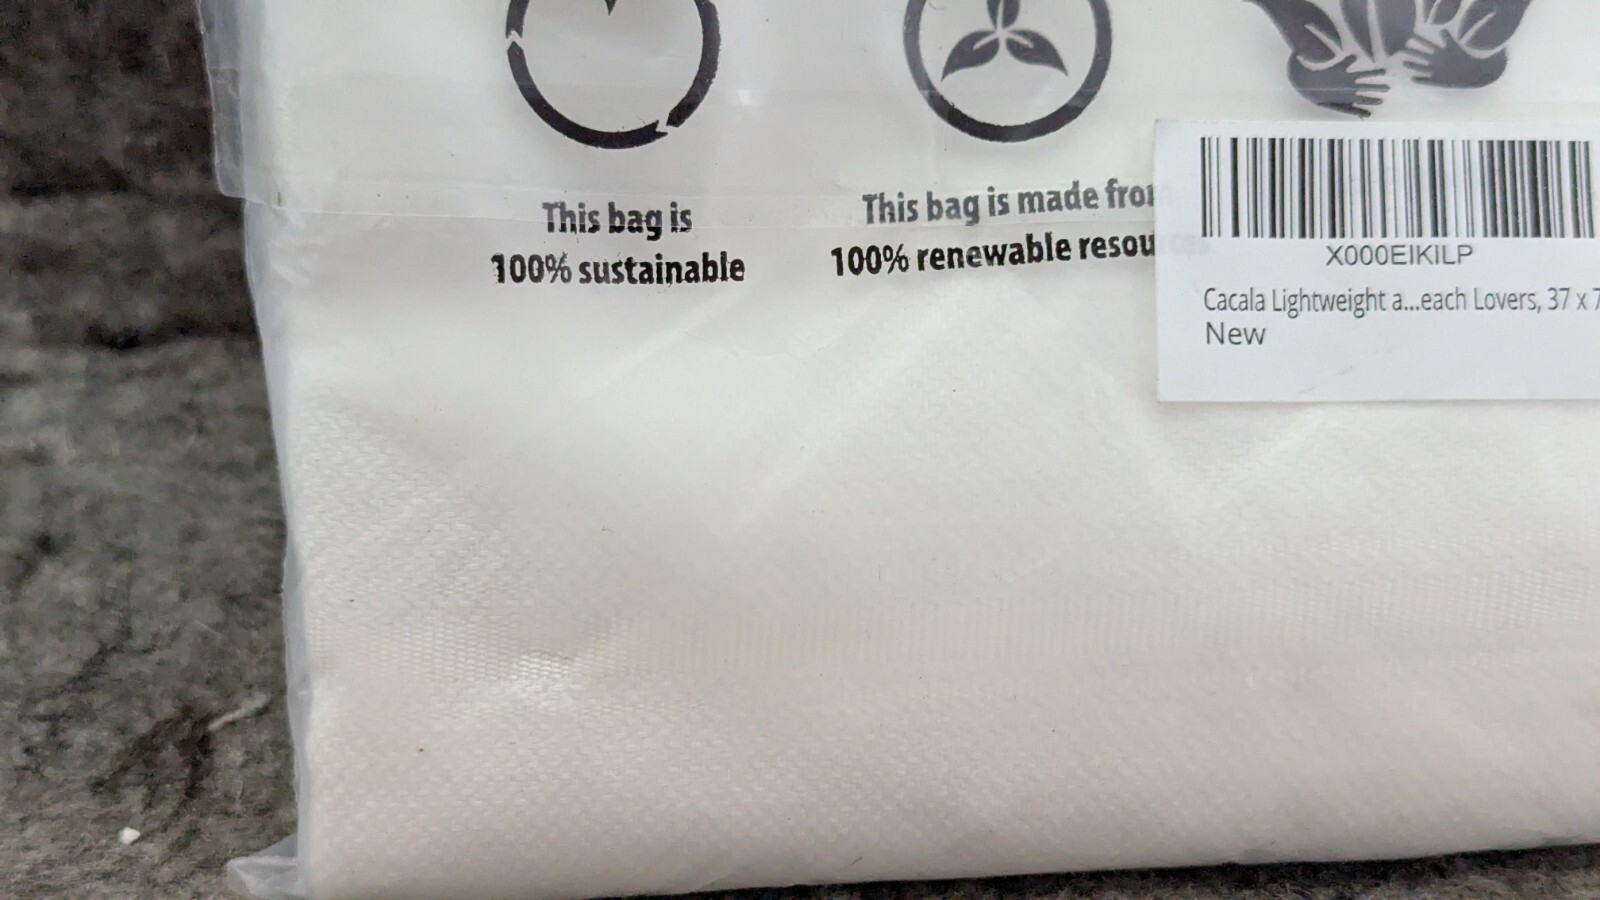 This bag is
100% sustainable
This bag is made from
100% renewable resou
X000EIKILP
Cacala Lightweight a...each Lovers, 37 x 7
New